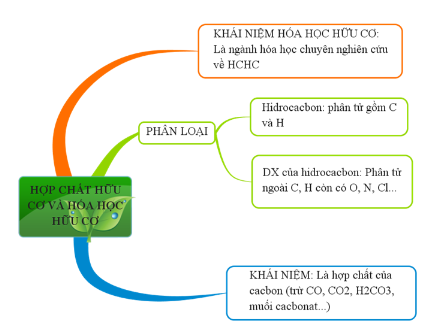 KHÁI NIỆM HÓA HỌC HỮU CƠ:
Là ngành hóa học chuyên nghiên cứu
về HCHC
Hidrocacbon: phân tử gồm C
và H
PHÂN LOẠI
DX của hidrocacbon: Phân tử
ngoài C, H còn có O, N, Cl...
HỢP CHẤT HỮU
CƠ VÀ HÓA HỌC
HỮU CƠ
KHÁI NIỆM: Là hợp chất của
cacbon (trừ CO, CO2, H2CO3,
muối cacbonat...)